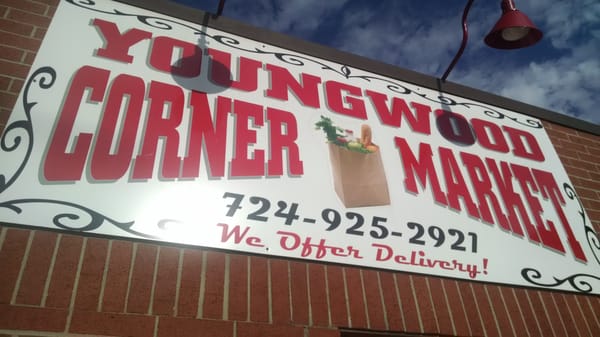 YOUNGWOOD
CORNER MARKET
724-925-2921
We Offer Delivery!